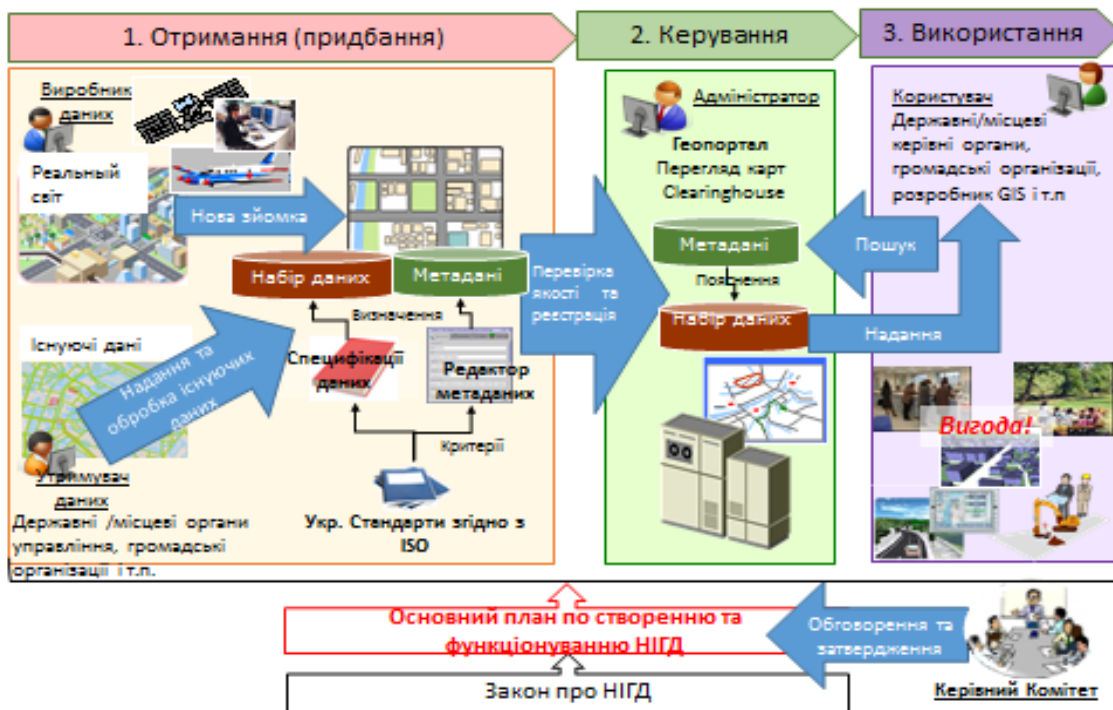 1. Отримання (придбання)
2. Керування
3. Використання
Виробник
даних
Реальный
світ
Нова зйомка
Набір даних
Метадані
Визначення
Існуючі дані
Надання та
обробка існуючих
даних
Специфікації
даних
Редактор
метаданих
Критерії
Утримувач
даних
Державні /місцеві органи
управління, громадські
організації і т.п.
Укр. Стандарти згідно з
ISO
Перевірка
якості та
реєстрація
Адміністратор
Геопортал
Перегляд карт
Clearinghouse
Метадані
Пояснення
Набір даних
Користувач
Державні/місцеві
керівні органи,
громадські організації,
розробник GIS і т.п
Пошук
Надання
Вигода!
Основний план по створенню та
функціонуванню НІГД
Обговорення та
затвердження
Закон про НІГД
Керівний Комітет